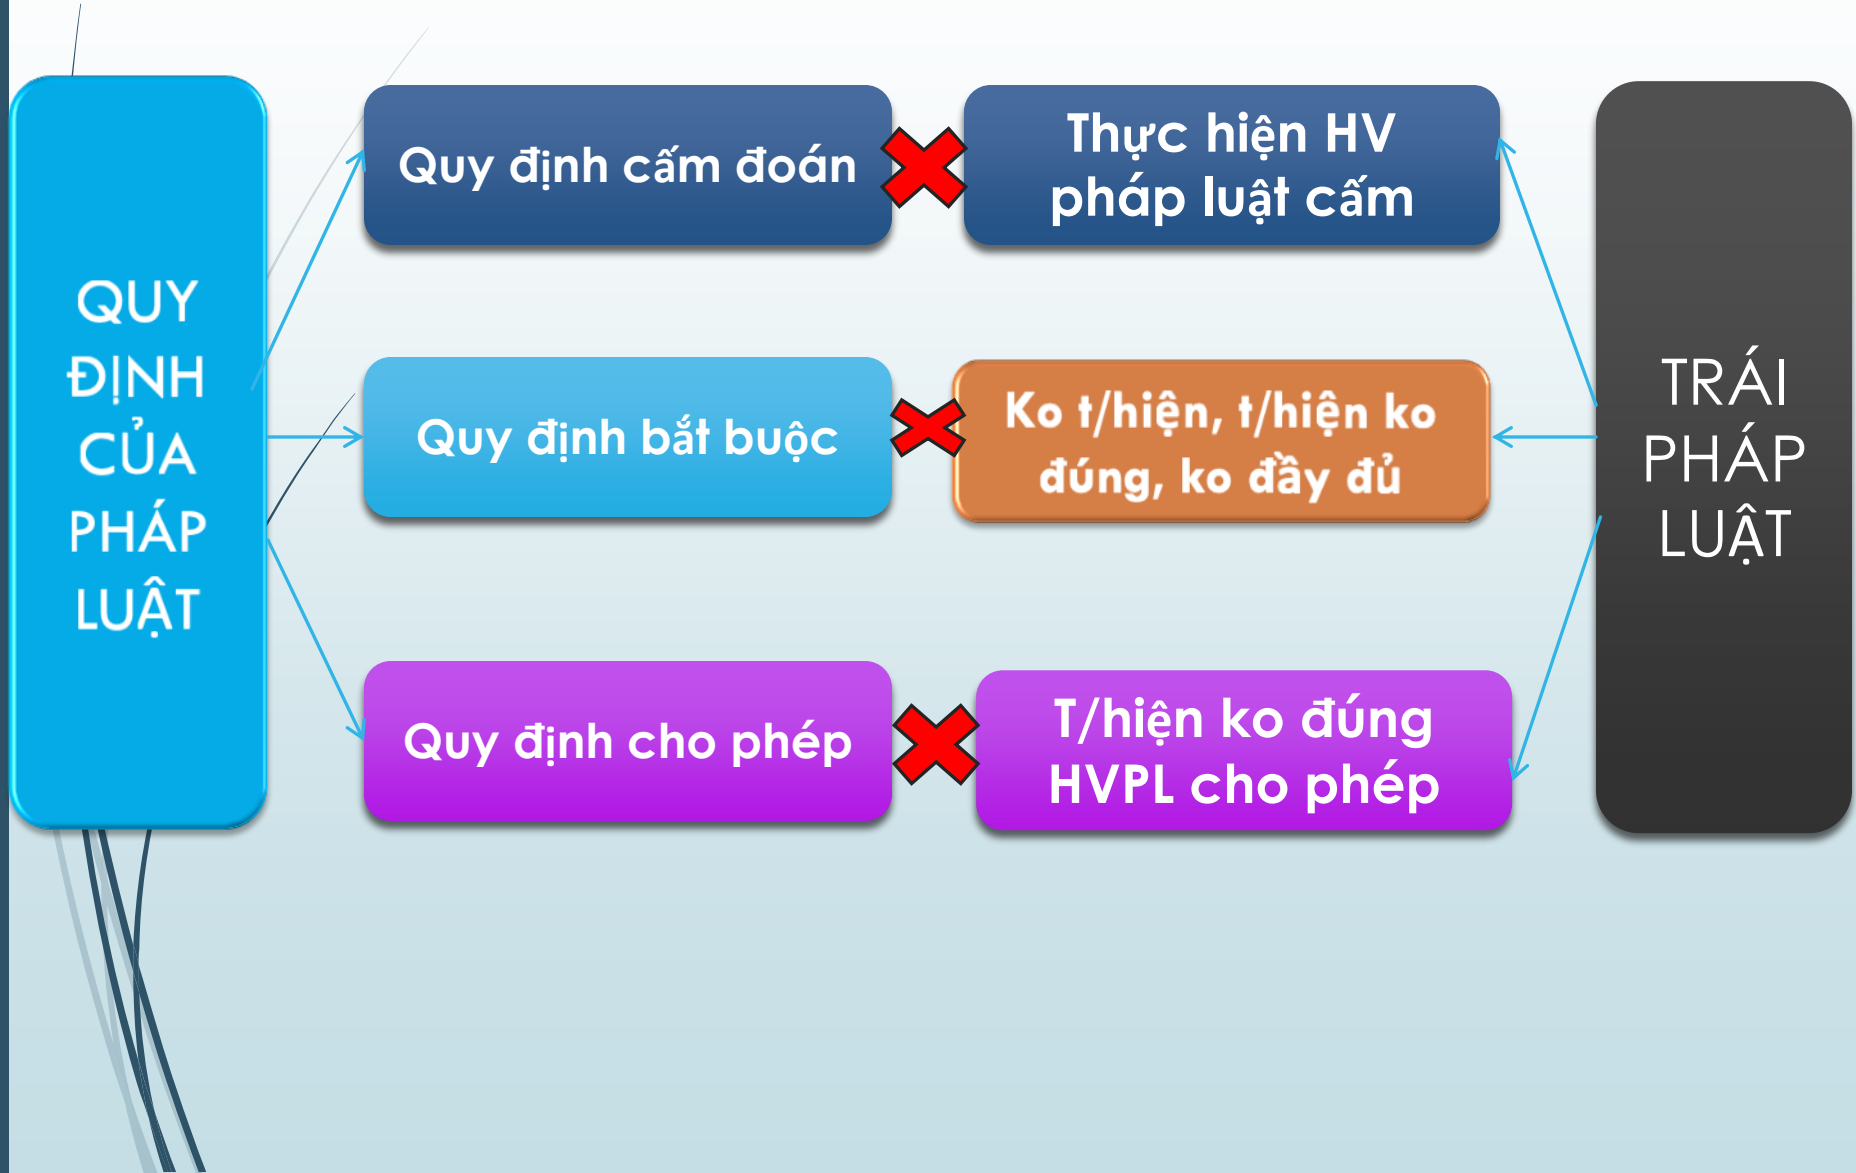 QUY
ĐỊNH
CỦA
PHÁP
LUẬT
Quy định cấm đoán
Thực hiện HV
pháp luật cấm
Quy định bắt buộc
Ko t/hiện, t/hiện ko
đúng, ko đầy đủ
Quy định cho phép
T/hiện ko đúng
HVPL cho phép
TRÁI
PHÁP
LUẬT